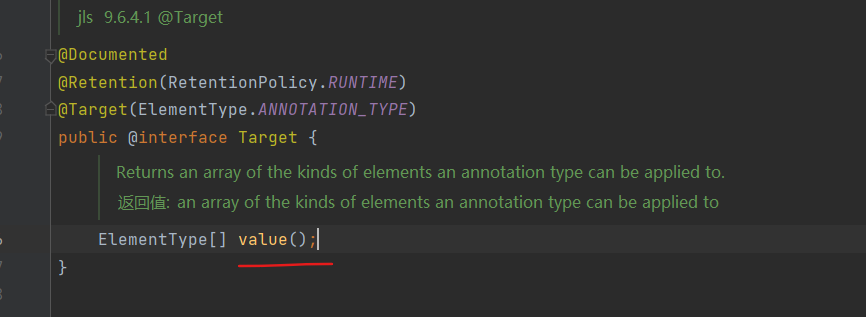 jls 9.6.4.1 @Target
@Documented
@Retention(RetentionPolicy.RUNTIME)
@Target(ElementType.ANNOTATION_TYPE)
public @interface Target {
Returns an array of the kinds of elements an annotation type can be applied to.
返回值: an array of the kinds of elements an annotation type can be applied to
ElementType[] value();
}